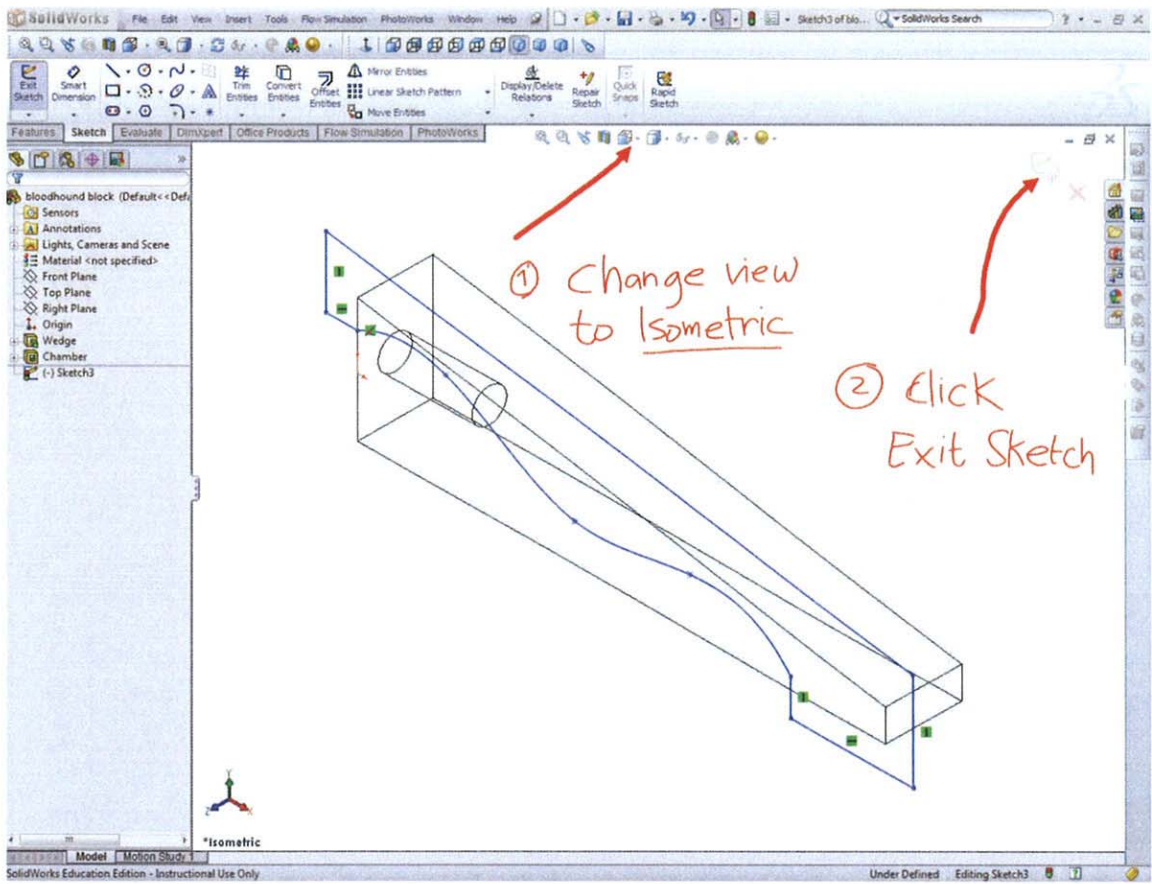 SolidWorks File Edit View Insert Tools Flow Simulation PhotoWorks Window Help Sketch3 of blo... SolidWorks Search
Exit Sketch
Smart Dimension
Trim Entities
Convert Entities
Offset Entities
Mirror Entities
Linear Sketch Pattern
Move Entities
Display/Delete Relations
Repair Sketch
Quick Snaps
Rapid Sketch
Features Sketch Evaluate DimXpert Office Products Flow Simulation PhotoWorks
bloodhound block (Default<<Defa
Sensors
Annotations
Lights, Cameras and Scene
Material <not specified>
Front Plane
Top Plane
Right Plane
Origin
Wedge
Chamber
(-) Sketch3
① Change view
to Isometric
② Click
Exit Sketch
Y
Z X
*Isometric
Model Motion Study 1
SolidWorks Education Edition - Instructional Use Only Under Defined Editing Sketch3